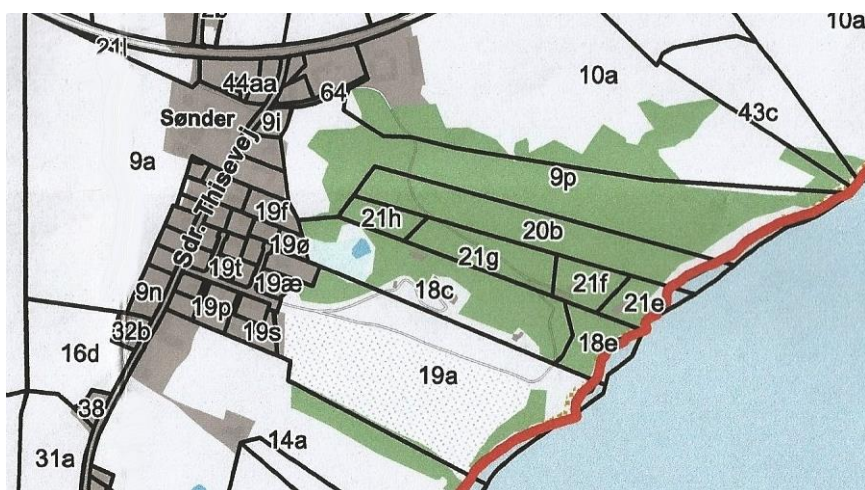 2b
10a
21l
44aa
64
10a
Sønder
9i
43c
9a
9p
Sdr.-Thisevej
19f
21h
20b
19ø
21g
19t
19æ
21f
18c
9n
19p
21e
32b
19s
18e
16d
19a
38
14a
31a